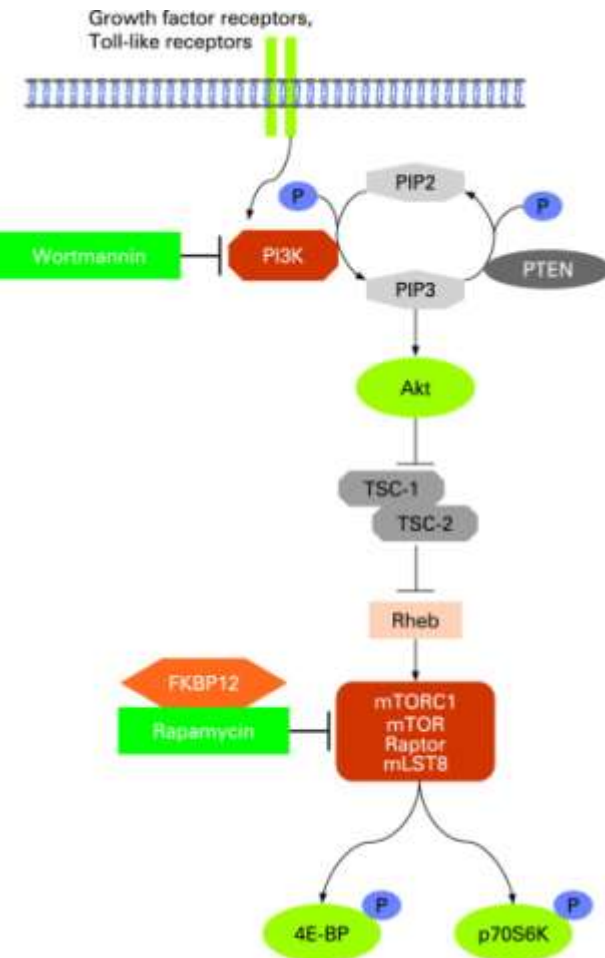 Growth factor receptors,
Toll-like receptors
P
PIP2
P
Wortmannin
PI3K
PTEN
PIP3
Akt
TSC-1
TSC-2
Rheb
FKBP12
Rapamycin
mTORC1
mTOR
Raptor
mLST8
P
P
4E-BP
p70S6K